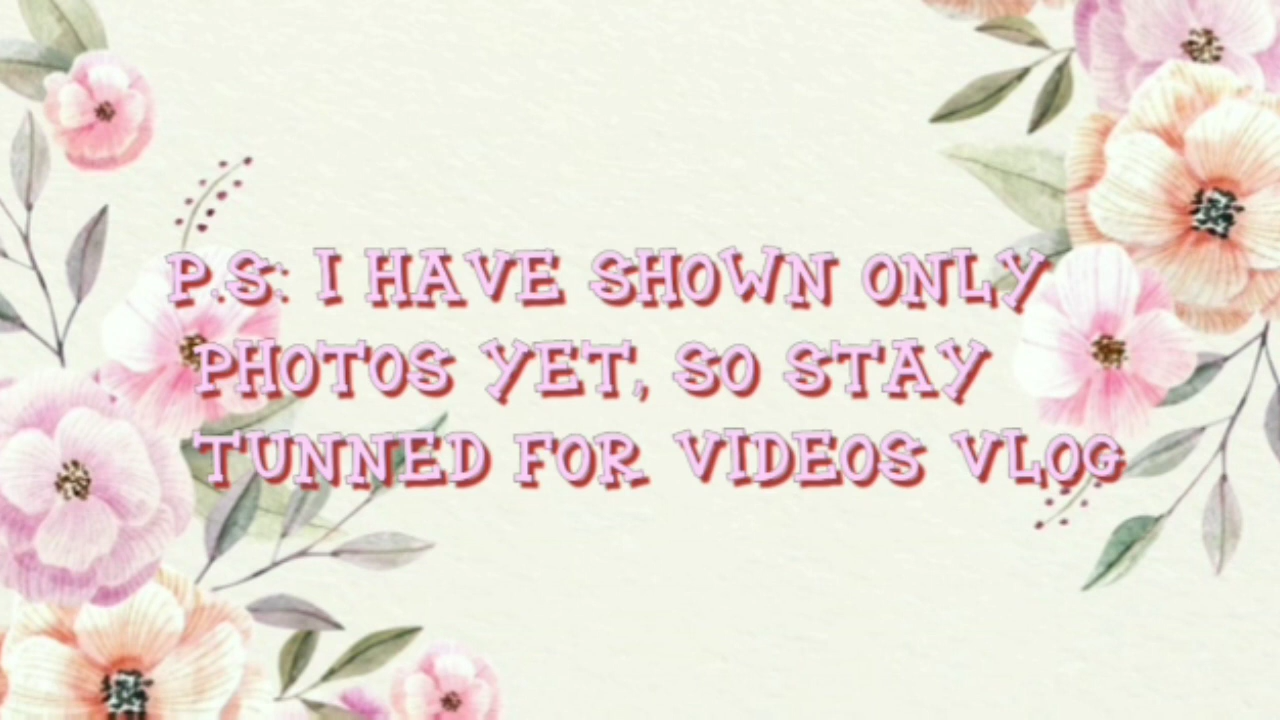 P.S: I HAVE SHOWN ONLY
PHOTOS YET, SO STAY
TUNNED FOR VIDEOS VLOG